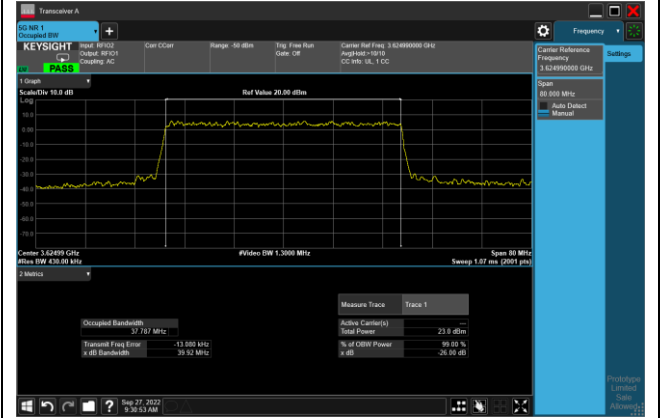 Transceiver A
5G NR 1
Occupied BW
Frequency
KEYSIGHT
Input: RFIO2
Output: RFIO1
Coupling: AC
Corr CCorr
Range: -50 dBm
Trig: Free Run
Gate: Off
Carrier Ref Freq: 3.624990000 GHz
Avg|Hold:>10/10
CC Info: UL, 1 CC
PASS
Carrier Reference
Frequency
3.624990000 GHz
Settings
Span
80.000 MHz
Auto Detect
Manual
1 Graph
Scale/Div 10.0 dB
Ref Value 20.00 dBm
Log
10.0
0.00
-10.0
-20.0
-30.0
-40.0
-50.0
-60.0
-70.0
Center 3.62499 GHz
#Video BW 1.3000 MHz
Span 80 MHz
#Res BW 430.00 kHz
Sweep 1.07 ms (2001 pts)
2 Metrics
Measure Trace
Trace 1
Occupied Bandwidth
37.787 MHz
Active Carrier(s)
---
Total Power
23.0 dBm
Transmit Freq Error
-13.080 kHz
% of OBW Power
99.00 %
x dB Bandwidth
39.92 MHz
x dB
-26.00 dB
Prototype
Limited
Sale
Allowed
Sep 27, 2022
9:30:53 AM